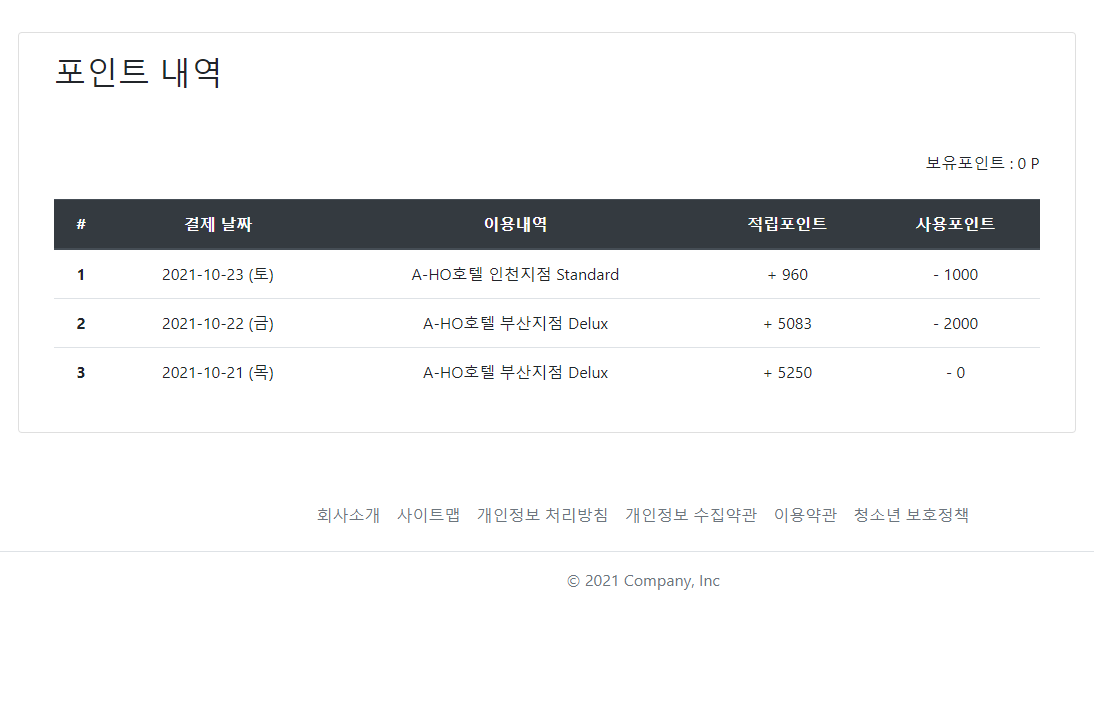 포인트 내역
보유포인트 : 0 P
# 결제 날짜 이용내역 적립포인트 사용포인트
1 2021-10-23 (토) A-HO호텔 인천지점 Standard + 960 - 1000
2 2021-10-22 (금) A-HO호텔 부산지점 Delux + 5083 - 2000
3 2021-10-21 (목) A-HO호텔 부산지점 Delux + 5250 - 0
회사소개 사이트맵 개인정보 처리방침 개인정보 수집약관 이용약관 청소년 보호정책
© 2021 Company, Inc